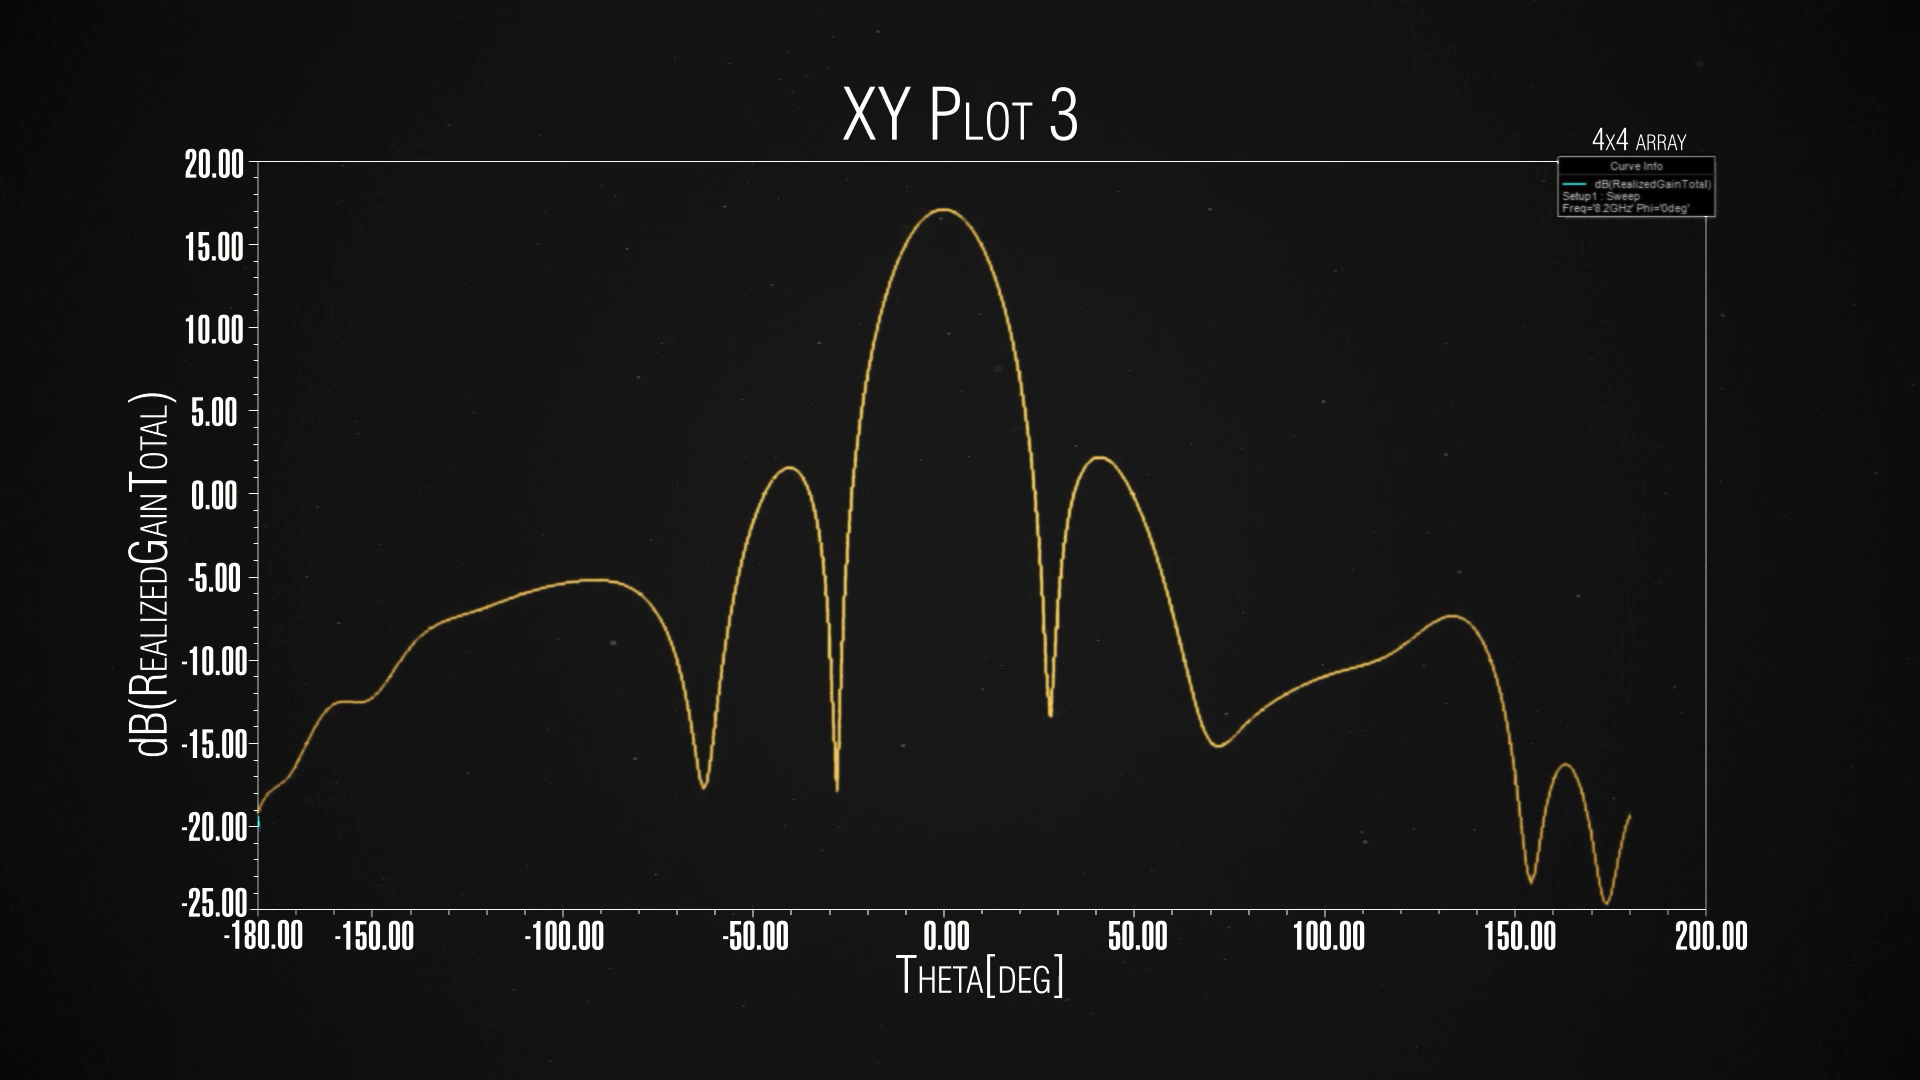 XY Plot 3
4x4 array
Curve Info
dB(RealizedGainTotal)
Setup1 : Sweep
Freq='8.2GHz' Phi='0deg'
20.00
15.00
10.00
5.00
0.00
-5.00
-10.00
-15.00
-20.00
-25.00
dB(RealizedGainTotal)
-180.00 -150.00 -100.00 -50.00 0.00 50.00 100.00 150.00 200.00
Theta[deg]